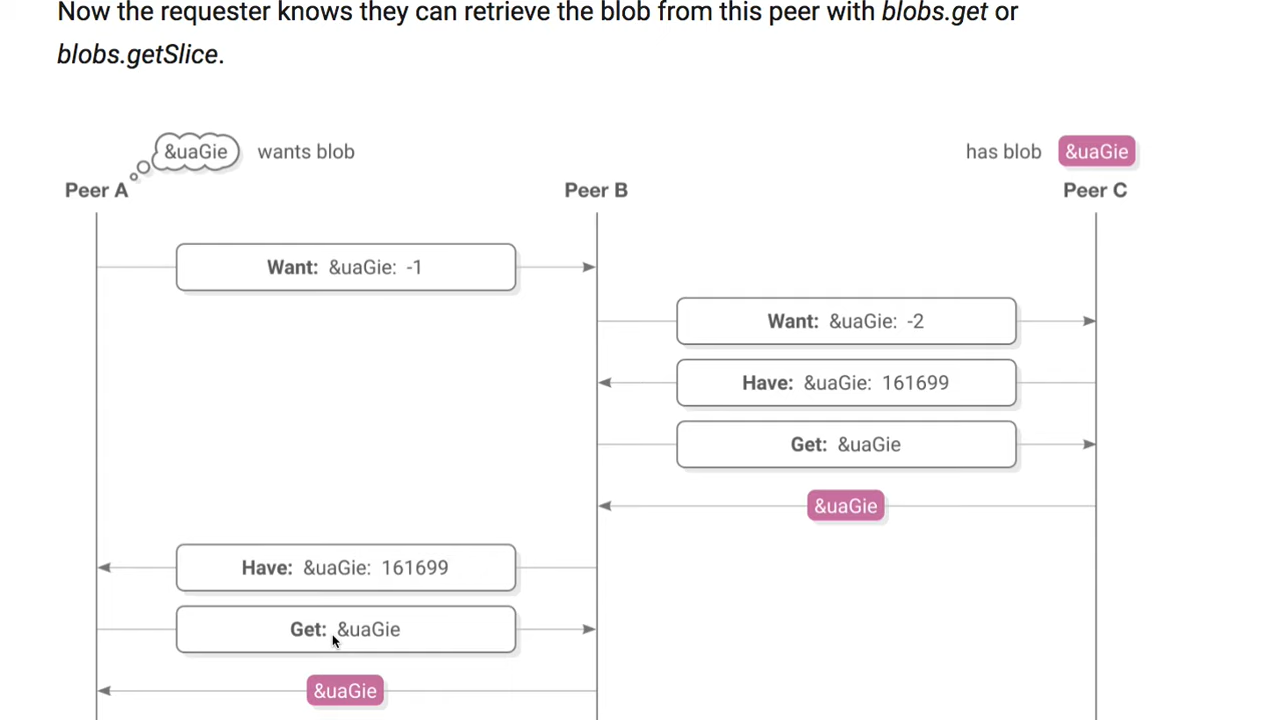 Now the requester knows they can retrieve the blob from this peer with blobs.get or
blobs.getSlice.
&uaGie wants blob
has blob &uaGie
Peer A
Peer B
Peer C
Want: &uaGie: -1
Want: &uaGie: -2
Have: &uaGie: 161699
Get: &uaGie
&uaGie
Have: &uaGie: 161699
Get: &uaGie
&uaGie